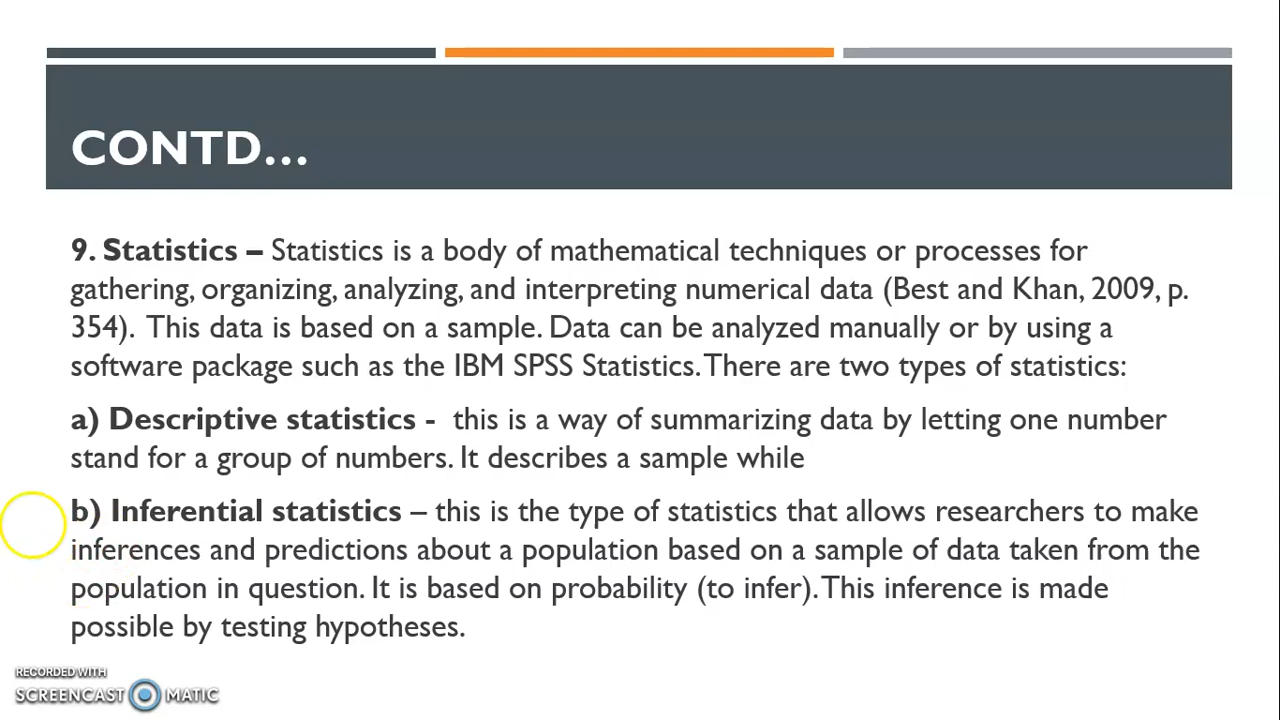 CONTD...
9. Statistics – Statistics is a body of mathematical techniques or processes for
gathering, organizing, analyzing, and interpreting numerical data (Best and Khan, 2009, p.
354).  This data is based on a sample. Data can be analyzed manually or by using a
software package such as the IBM SPSS Statistics. There are two types of statistics:
a) Descriptive statistics -  this is a way of summarizing data by letting one number
stand for a group of numbers. It describes a sample while
b) Inferential statistics – this is the type of statistics that allows researchers to make
inferences and predictions about a population based on a sample of data taken from the
population in question. It is based on probability (to infer). This inference is made
possible by testing hypotheses.
RECORDED WITH
SCREENCAST MATIC